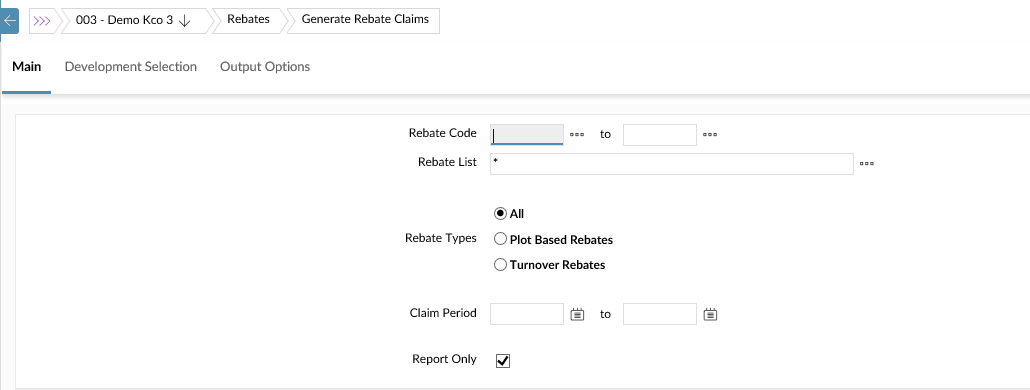 003 - Demo Kco 3 Rebates Generate Rebate Claims
Main Development Selection Output Options
Rebate Code to
Rebate List *
All
Rebate Types Plot Based Rebates
Turnover Rebates
Claim Period to
Report Only